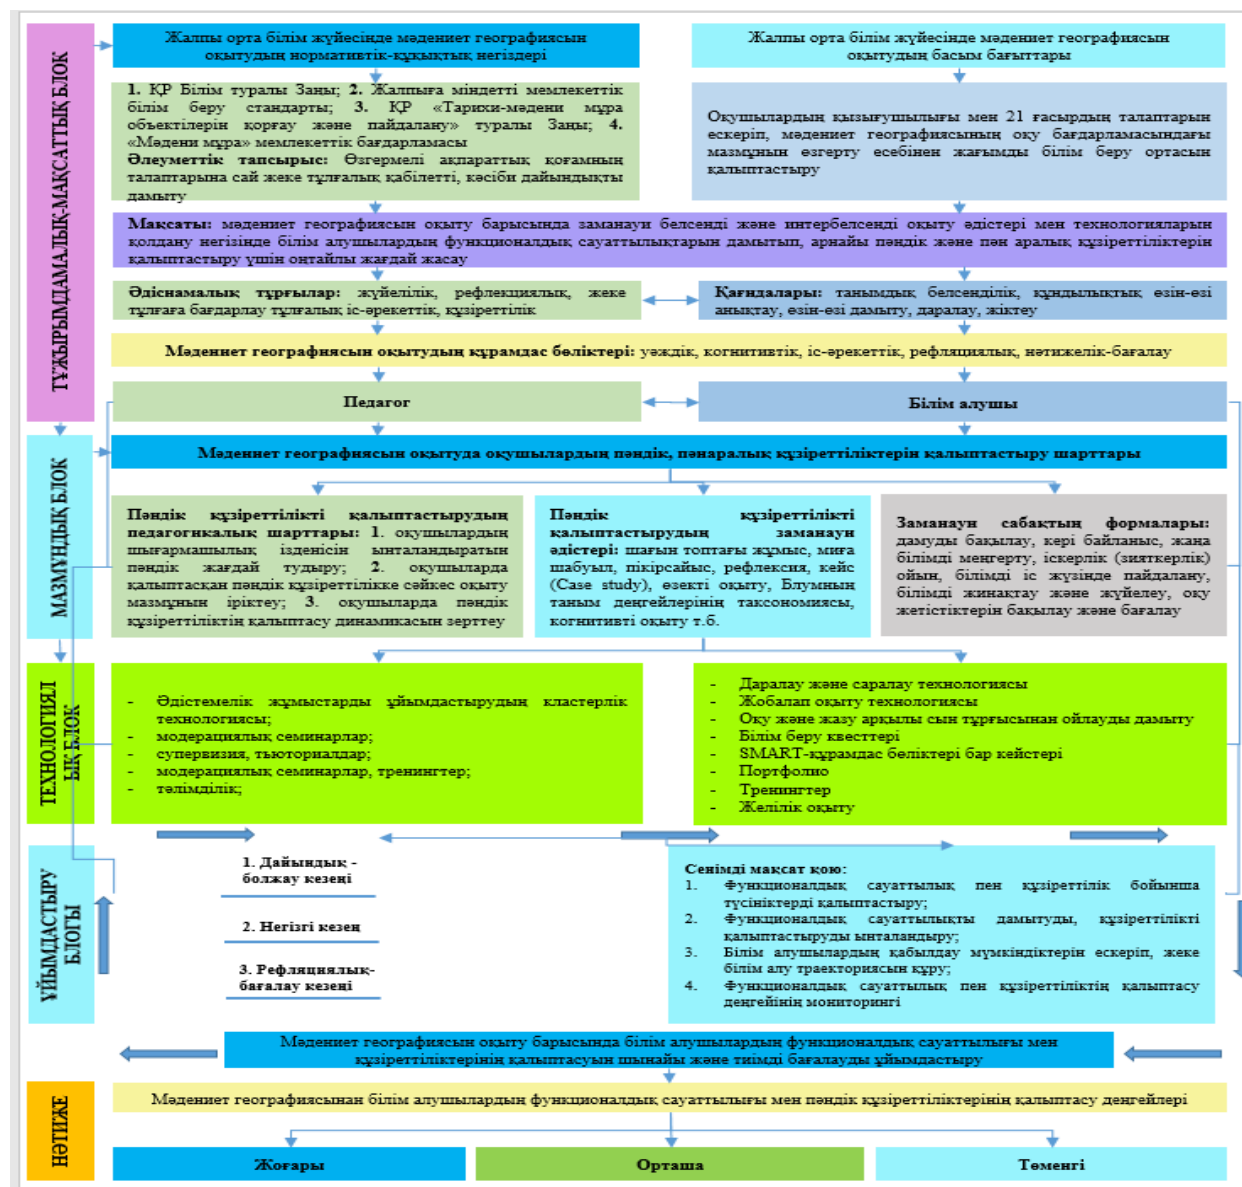 ТҰЖЫРЫМДАМАЛЫҚ-МАҚСАТТЫҚ БЛОК
Жалпы орта білім жүйесінде мәдениет географиясын
оқытудың нормативтік-құқықтық негіздері
Жалпы орта білім жүйесінде мәдениет географиясын
оқытудың басым бағыттары
1. ҚР Білім туралы Заңы; 2. Жалпыға міндетті мемлекеттік
білім беру стандарты; 3. ҚР «Тарихи-мәдени мұра
объектілерін қорғау және пайдалану» туралы Заңы; 4.
«Мәдени мұра» мемлекеттік бағдарламасы
Әлеуметтік тапсырыс: Өзгермелі ақпараттық қоғамның
талаптарына сай жеке тұлғалық қабілетті, кәсіби дайындықты
дамыту
Оқушылардың қызығушылығы мен 21 ғасырдың талаптарын
ескеріп, мәдениет географиясының оқу бағдарламасындағы
мазмұнын өзгерту есебінен жағымды білім беру ортасын
қалыптастыру
Мақсаты: мәдениет географиясын оқыту барысында заманауи белсенді және интербелсенді оқыту әдістері мен технологияларын
қолдану негізінде білім алушылардың функционалдық сауаттылықтарын дамытып, арнайы пәндік және пән аралық құзіреттіліктерін
қалыптастыру үшін оңтайлы жағдай жасау
Әдіснамалық тұрғылар: жүйелілік, рефлекциялық, жеке
тұлғаға бағдарлау тұлғалық іс-әрекеттік, құзіреттілік
Қағидалары: танымдық белсенділік, құндылықтық өзін-өзі
анықтау, өзін-өзі дамыту, даралау, жіктеу
Мәдениет географиясын оқытудың құрамдас бөліктері: уәждік, когнитивтік, іс-әрекеттік, рефляциялық, нәтижелік-бағалау
Педагог
Білім алушы
МАЗМҰНДЫҚ БЛОК
Мәдениет географиясын оқытуда оқушылардың пәндік, пәнаралық құзіреттіліктерін қалыптастыру шарттары
Пәндік құзіреттілікті қалыптастырудың
педагогикалық шарттары: 1. оқушылардың
шығармашылық ізденісін ынталандыратын
пәндік жағдай тудыру; 2. оқушыларда
қалыптасқан пәндік құзіреттілікке сәйкес оқыту
мазмұнын іріктеу; 3. оқушыларда пәндік
құзіреттіліктің қалыптасу динамикасын зерттеу
Пәндік құзіреттілікті
қалыптастырудың заманауи
әдістері: шағын топтағы жұмыс, миға
шабуыл, пікірсайыс, рефлексия, кейс
(Case study), өзекті оқыту, Блумның
таным деңгейлерінің таксономиясы,
когнитивті оқыту т.б.
Заманауи сабақтың формалары:
дамуды бақылау, кері байланыс, жаңа
білімді меңгерту, іскерлік (зияткерлік)
ойын, білімді іс жүзінде пайдалану,
білімді жинақтау және жүйелеу, оқу
жетістіктерін бақылау және бағалау
ТЕХНОЛОГИЯЛ
ЫҚ БЛОК
- Әдістемелік жұмыстарды ұйымдастырудың кластерлік
технологиясы;
- модерациялық семинарлар;
- супервизия, тьюториалдар;
- модерациялық семинарлар, тренингтер;
- тәлімділік;
- Даралау және саралау технологиясы
- Жобалап оқыту технологиясы
- Оқу және жазу арқылы сын тұрғысынан ойлауды дамыту
- Білім беру квесттері
- SMART-құрамдас бөліктері бар кейстері
- Портфолио
- Тренингтер
- Желілік оқыту
ҰЙЫМДАСТЫРУ
БЛОГЫ
1. Дайындық -
болжау кезеңі
2. Негізгі кезең
3. Рефляциялық-
бағалау кезеңі
Сенімді мақсат қою:
1. Функционалдық сауаттылық пен құзіреттілік бойынша
түсініктерді қалыптастыру;
2. Функционалдық сауаттылықты дамытуды, құзіреттілікті
қалыптастыруды ынталандыру;
3. Білім алушылардың қабылдау мүмкіндіктерін ескеріп, жеке
білім алу траекториясын құру;
4. Функционалдық сауаттылық пен құзіреттіліктің қалыптасу
деңгейінің мониторингі
Мәдениет географиясын оқыту барысында білім алушылардың функционалдық сауаттылығы мен
құзіреттіліктерінің қалыптасуын шынайы және тиімді бағалауды ұйымдастыру
НӘТИЖЕ
Мәдениет географиясынан білім алушылардың функционалдық сауаттылығы мен пәндік құзіреттіліктерінің қалыптасу деңгейлері
Жоғары
Орташа
Төменгі